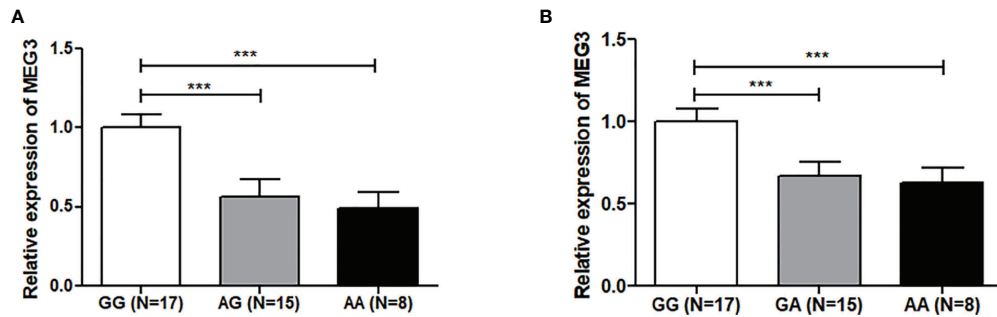 A
Relative expression of MEG3
1.5
1.0
0.5
0.0
***
***
GG (N=17) AG (N=15) AA (N=8)
B
Relative expression of MEG3
1.5
1.0
0.5
0.0
***
***
GG (N=17) GA (N=15) AA (N=8)